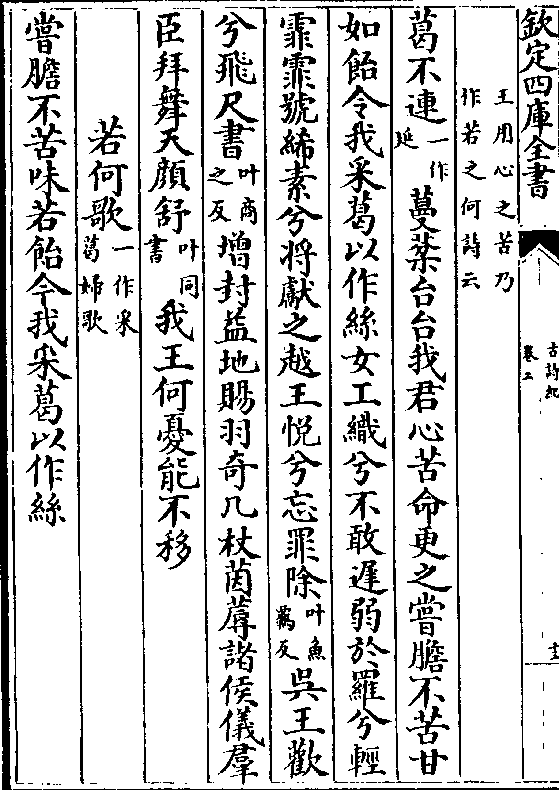 欽定四庫全書
古詩紀
卷二
王用心之苦乃
作若之何詩云
葛不連一作延蔓棻台台我君心苦命更之嘗膽不苦甘
如飴令我采葛以作絲女工織兮不敢遲弱於羅兮輕
霏霏號絺素兮將獻之越王悅兮忘罪除叶魚羈反吳王歡
兮飛尺書叶商之反增封益地賜羽奇几杖茵蓐諸侯儀羣
臣拜舞天顏舒叶同書我王何憂能不移
若何歌一作采葛婦歌
嘗膽不苦味若飴令我采葛以作絲